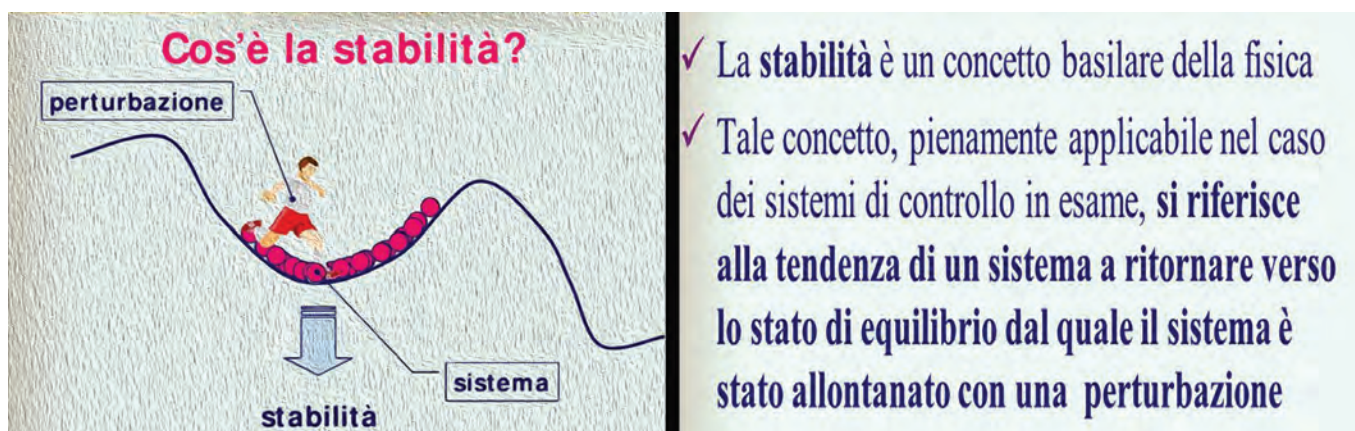 Cos'è la stabilità?
perturbazione
sistema
stabilità
✓ La stabilità è un concetto basilare della fisica
✓ Tale concetto, pienamente applicabile nel caso
dei sistemi di controllo in esame, si riferisce
alla tendenza di un sistema a ritornare verso
lo stato di equilibrio dal quale il sistema è
stato allontanato con una perturbazione